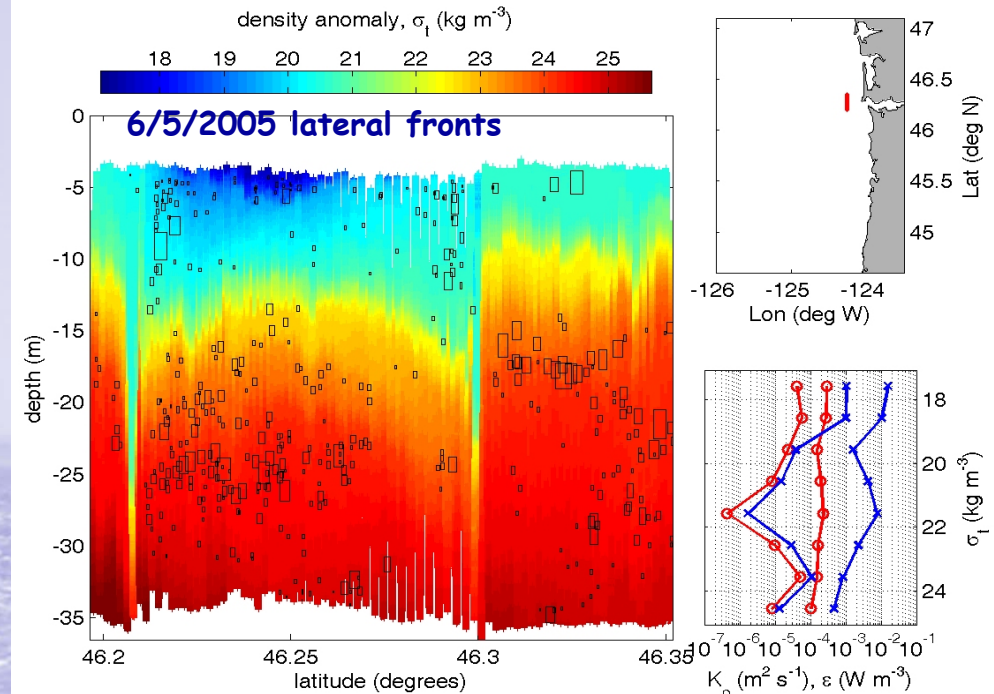 density anomaly, σt (kg m-3)
18 19 20 21 22 23 24 25
6/5/2005 lateral fronts
0
-5
-10
-15
-20
-25
-30
-35
depth (m)
46.2 46.25 46.3 46.35
latitude (degrees)
47
46.5
46
45.5
45
Lat (deg N)
-126 -125 -124
Lon (deg W)
18
20
22
24
σt (kg m-3)
10-7 10-6 10-5 10-4 10-3 10-2 10-1
K (m2 s-1), ε (W m-3)